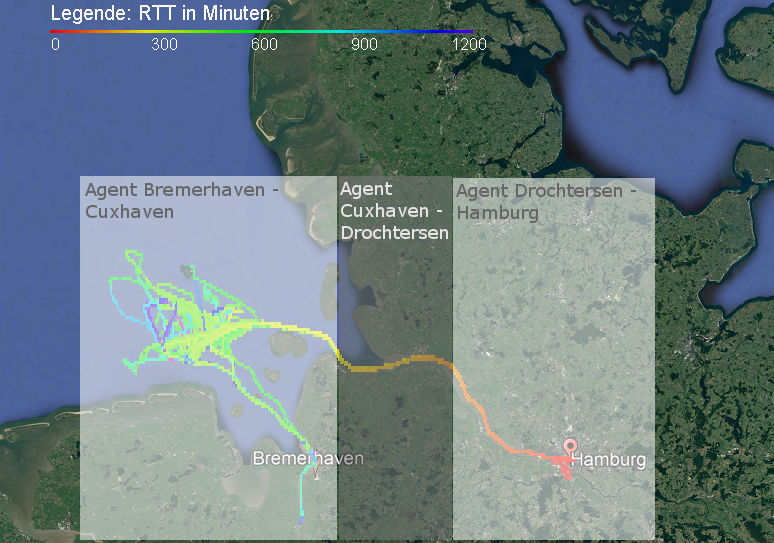 Legende: RTT in Minuten
0 300 600 900 1200
Agent Bremerhaven -
Cuxhaven
Agent
Cuxhaven -
Drochtersen
Agent Drochtersen -
Hamburg
Bremerhaven
Hamburg